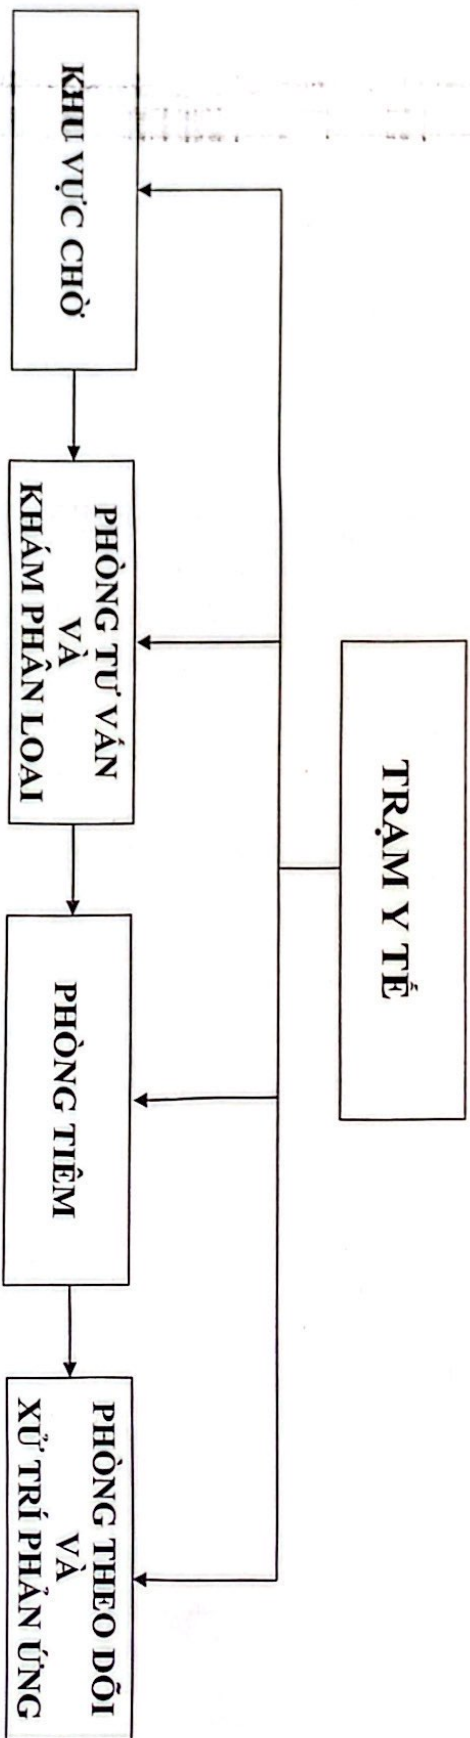 TRẠM Y TẾ
KHU VỰC CHỜ
PHÒNG TƯ VẤN
VÀ
KHÁM PHÂN LOẠI
PHÒNG TIÊM
PHÒNG THEO DÕI
VÀ
XỬ TRÍ PHẢN ỨNG